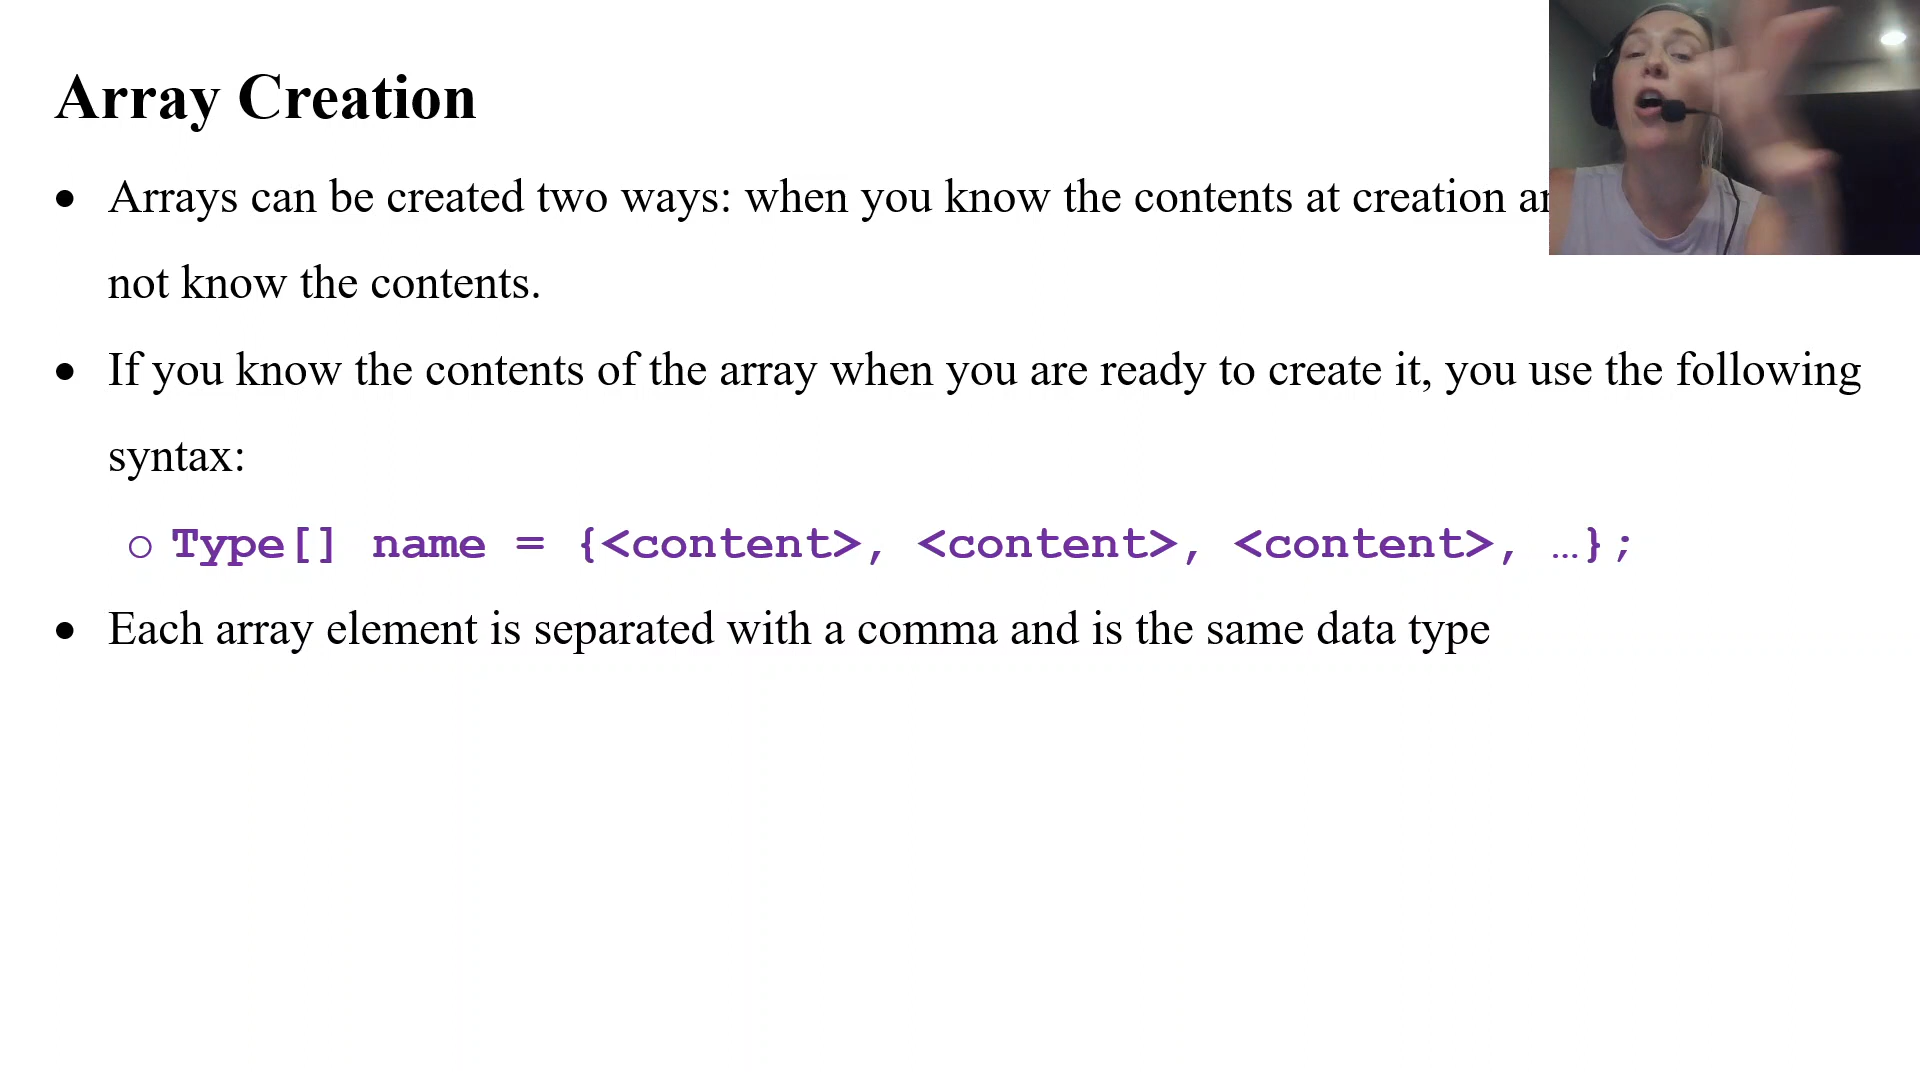 Array Creation
• Arrays can be created two ways: when you know the contents at creation
not know the contents.
• If you know the contents of the array when you are ready to create it, you use the following
syntax:
○ Type[] name = {<content>, <content>, <content>, …};
• Each array element is separated with a comma and is the same data type